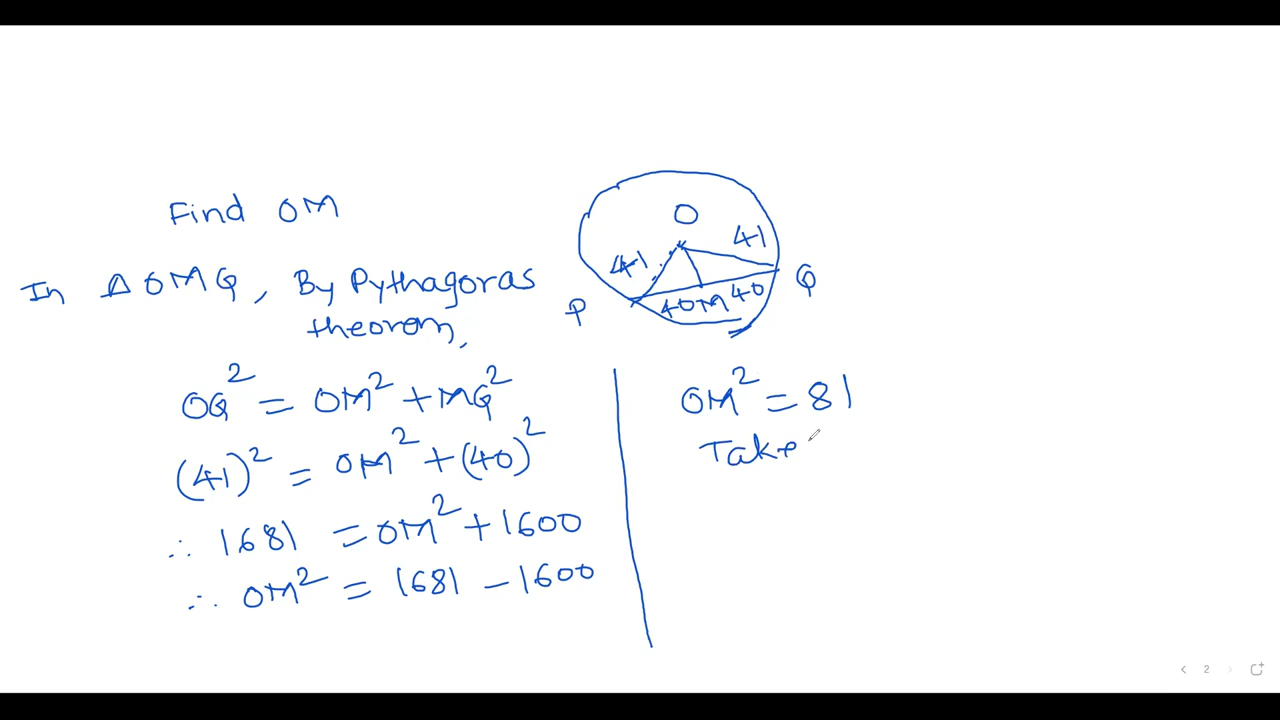 Find OM
In Δ OMQ, By Pythagoras
theorem,
OQ² = OM² + MQ²
(41)² = OM² + (40)²
∴ 1681 = OM² + 1600
∴ OM² = 1681 - 1600
O
41
41
P
40 M 40
Q
OM² = 81
Take
2